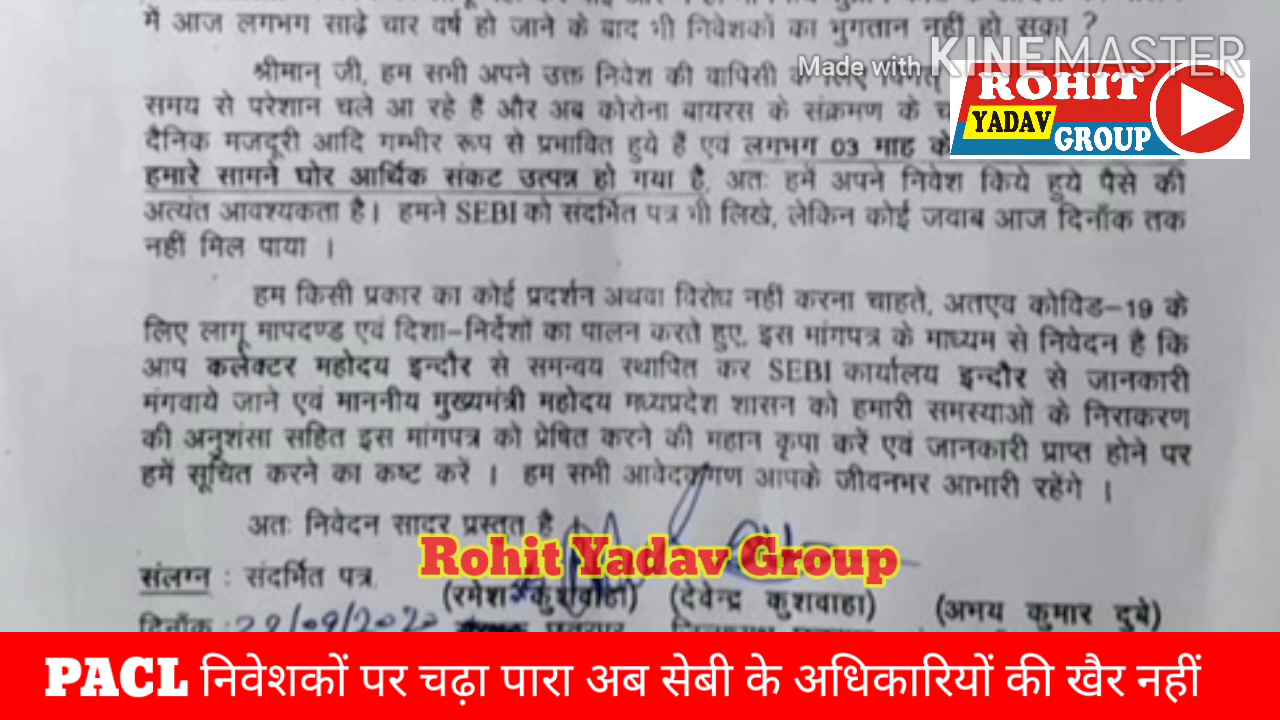 में आज लगभग साढ़े चार वर्ष हो जाने के बाद भी निवेशकों का भुगतान नहीं हो सका ?
Made with KINEMASTER
श्रीमान् जी, हम सभी अपने उक्त निवेश की वापिसी के लिए विगत
ROHIT
YADAV
GROUP
समय से परेशान चले आ रहे हैं और अब कोरोना बायरस के संक्रमण के
दैनिक मजदूरी आदि गम्भीर रूप से प्रभावित हुये हैं एवं लगभग 03 माह
हमारे सामने घोर आर्थिक संकट उत्पन्न हो गया है, अतः हमें अपने निवेश किये हुये पैसे की
अत्यंत आवश्यकता है। हमने SEBI को संदर्भित पत्र भी लिखे, लेकिन कोई जवाब आज दिनाँक तक
नहीं मिल पाया ।
हम किसी प्रकार का कोई प्रदर्शन अथवा विरोध नहीं करना चाहते, अतएव कोविड-19 के
लिए लागू मापदण्ड एवं दिशा-निर्देशों का पालन करते हुए, इस मांगपत्र के माध्यम से निवेदन है कि
आप कलेक्टर महोदय इन्दौर से समन्वय स्थापित कर SEBI कार्यालय इन्दौर से जानकारी
मंगवाये जाने एवं माननीय मुख्यमंत्री महोदय मध्यप्रदेश शासन को हमारी समस्याओं के निराकरण
की अनुशंसा सहित इस मांगपत्र को प्रेषित करने की महान कृपा करें एवं जानकारी प्राप्त होने पर
हमें सूचित करने का कष्ट करें । हम सभी आवेदकगण आपके जीवनभर आभारी रहेंगे ।
अतः निवेदन सादर प्रस्तुत है ।
Rohit Yadav Group
संलग्न : संदर्भित पत्र
(रमेश कुशवाहा) (देवेन्द्र कुशवाहा) (अभय कुमार दुबे)
दिनाँक :
PACL निवेशकों पर चढ़ा पारा अब सेबी के अधिकारियों की खैर नहीं